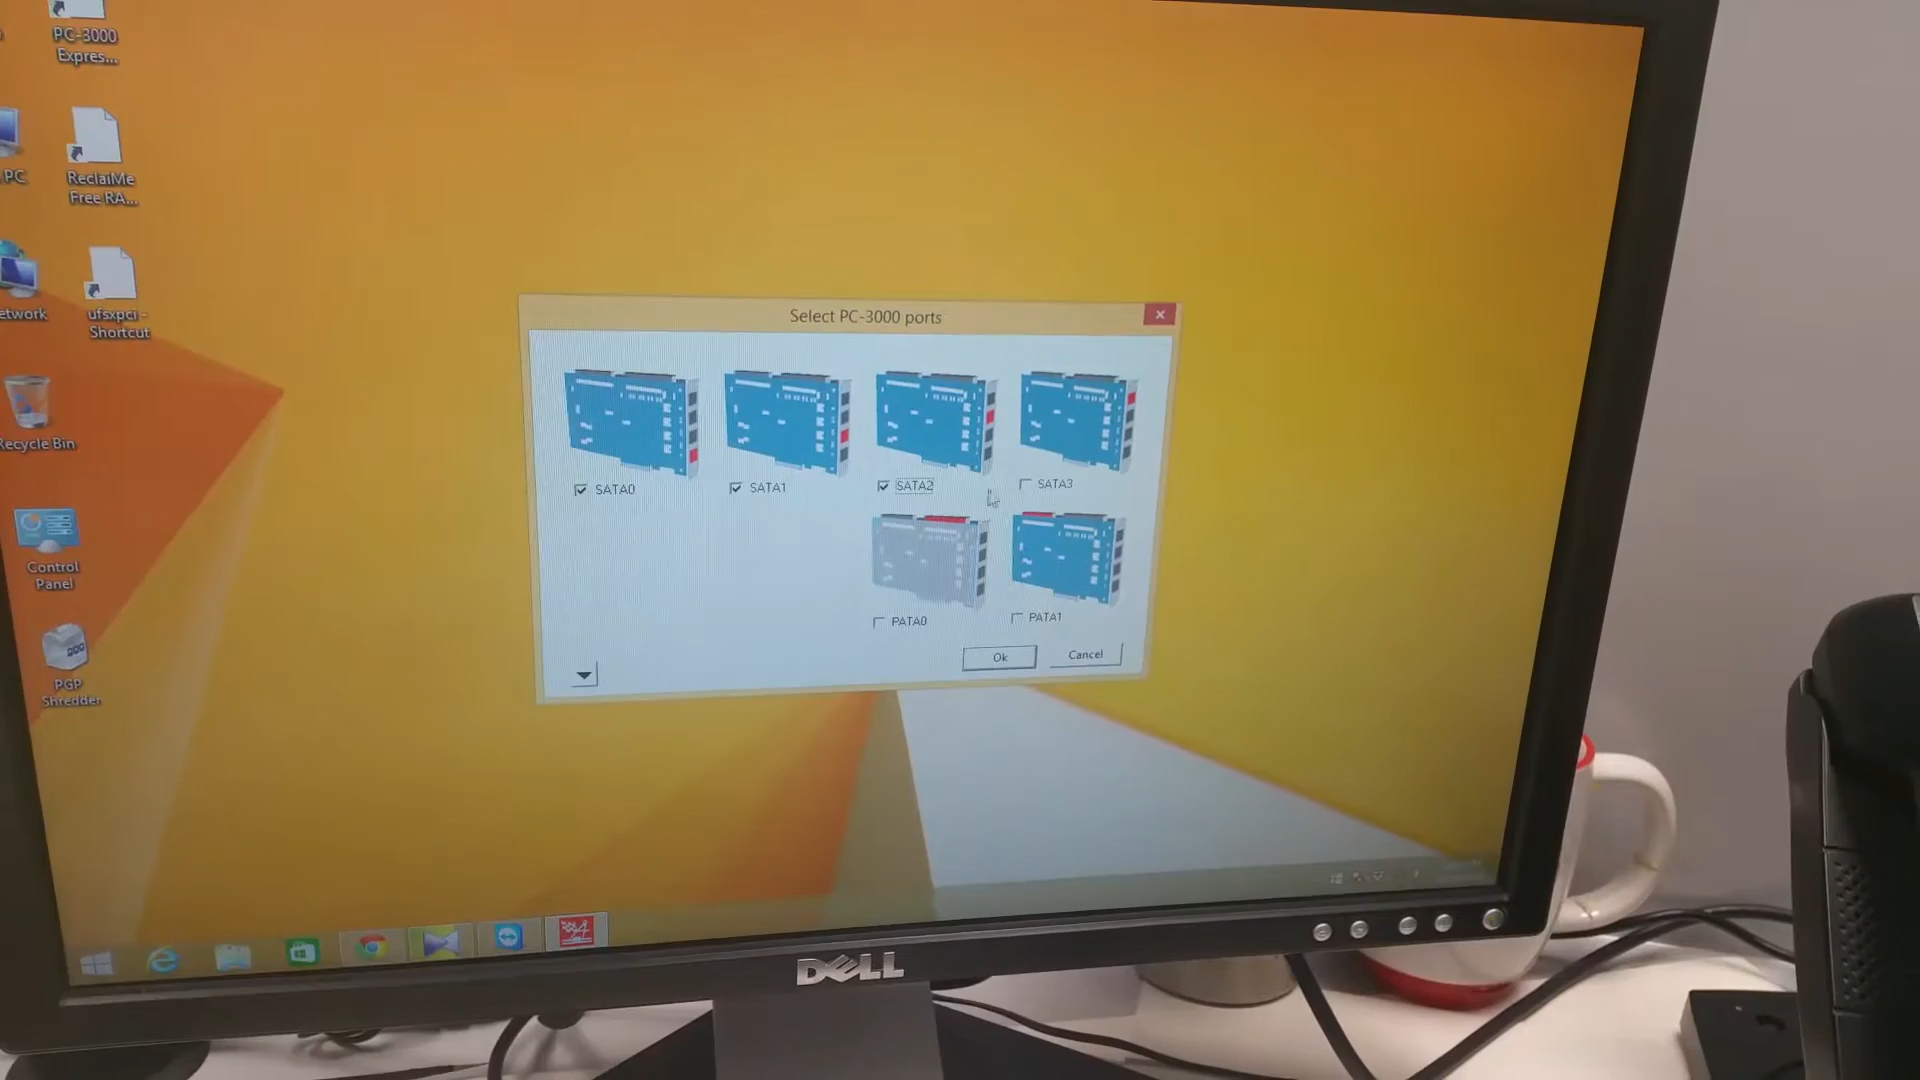 PC-3000
Expres...
PC
ReclaiMe
Free RA...
etwork
ufsxpci -
Shortcut
Recycle Bin
Control
Panel
PGP
Shredder
Select PC-3000 ports
SATA0
SATA1
SATA2
SATA3
PATA0
PATA1
Ok
Cancel
DELL